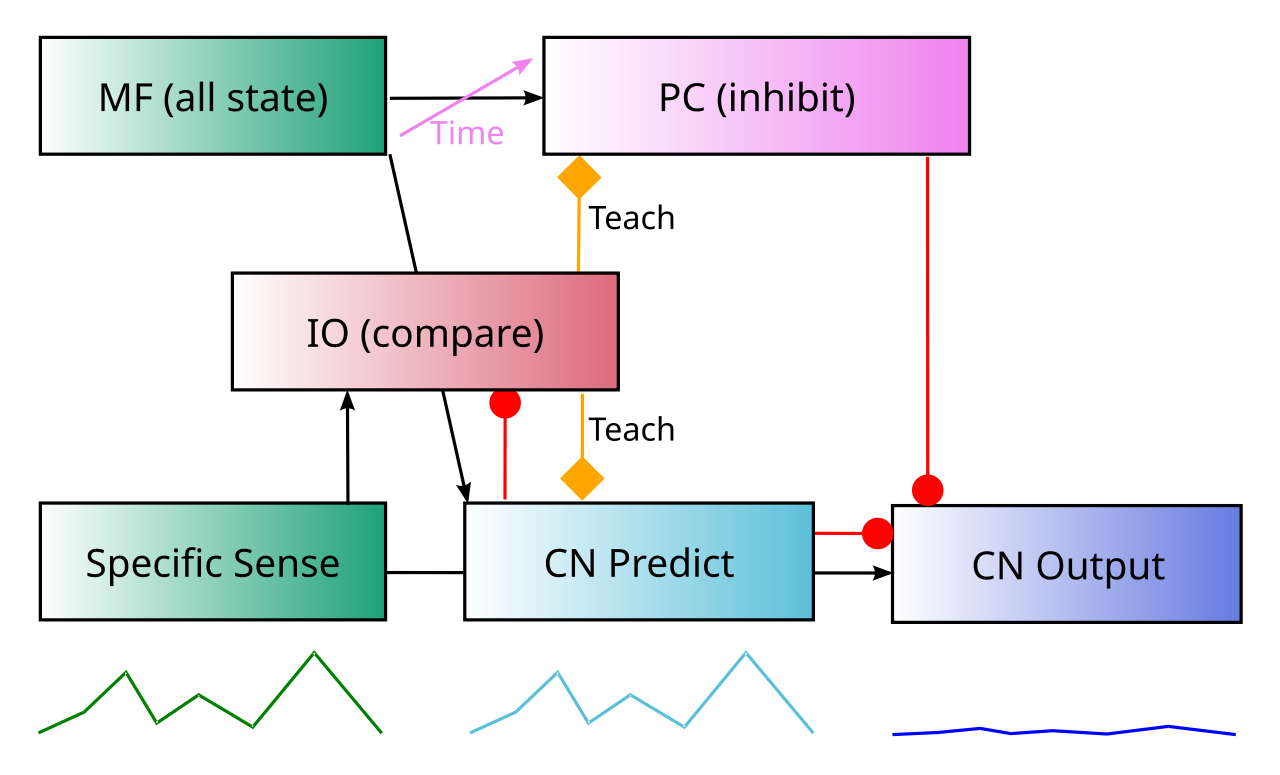 MF (all state)
PC (inhibit)
Time
Teach
IO (compare)
Teach
Specific Sense
CN Predict
CN Output